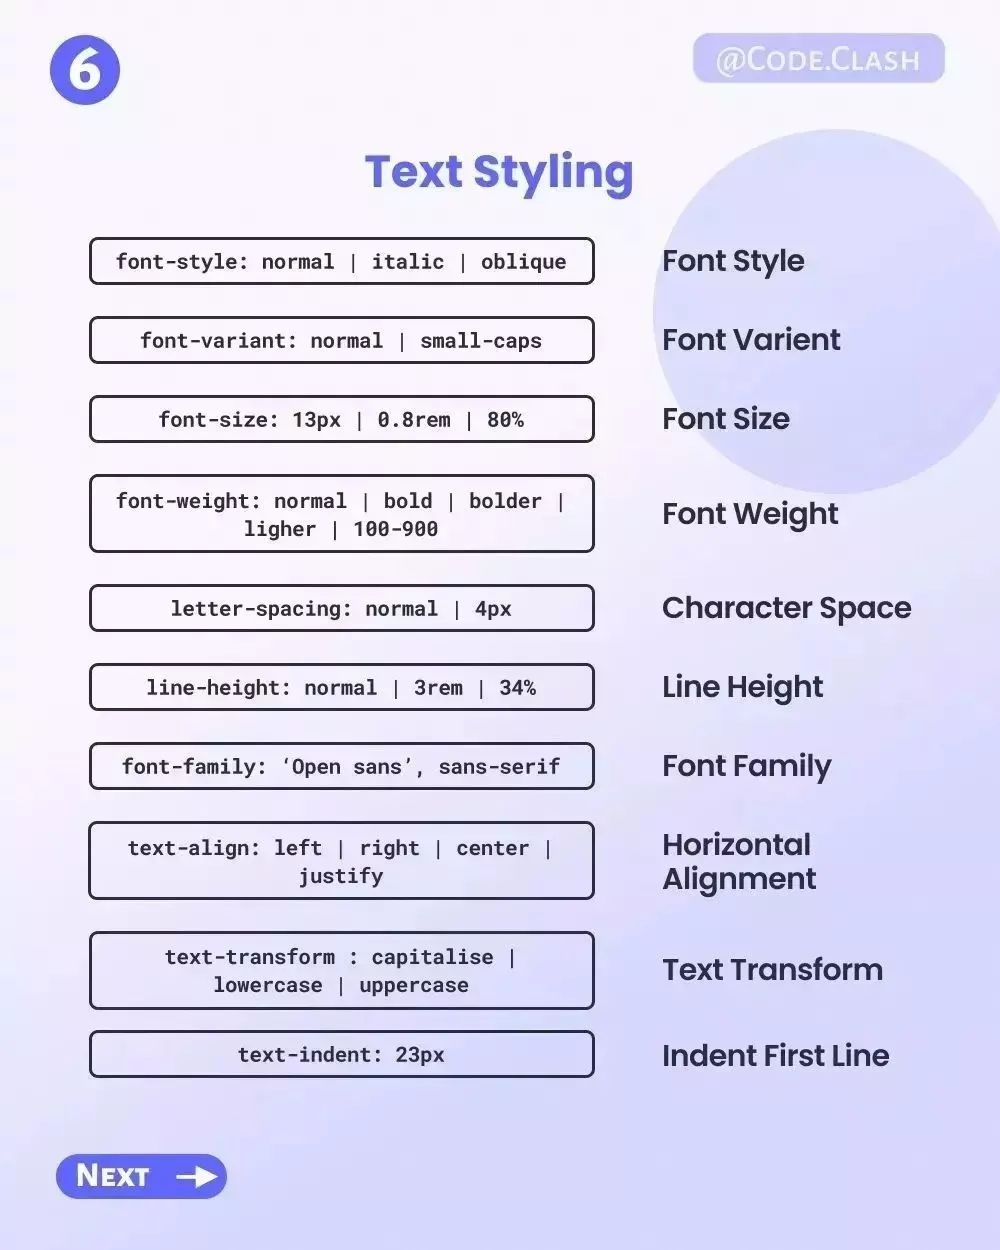 6
@Code.Clash
Text Styling
font-style: normal | italic | oblique
Font Style
font-variant: normal | small-caps
Font Varient
font-size: 13px | 0.8rem | 80%
Font Size
font-weight: normal | bold | bolder |
ligher | 100-900
Font Weight
letter-spacing: normal | 4px
Character Space
line-height: normal | 3rem | 34%
Line Height
font-family: ‘Open sans’, sans-serif
Font Family
text-align: left | right | center |
justify
Horizontal
Alignment
text-transform : capitalise |
lowercase | uppercase
Text Transform
text-indent: 23px
Indent First Line
Next